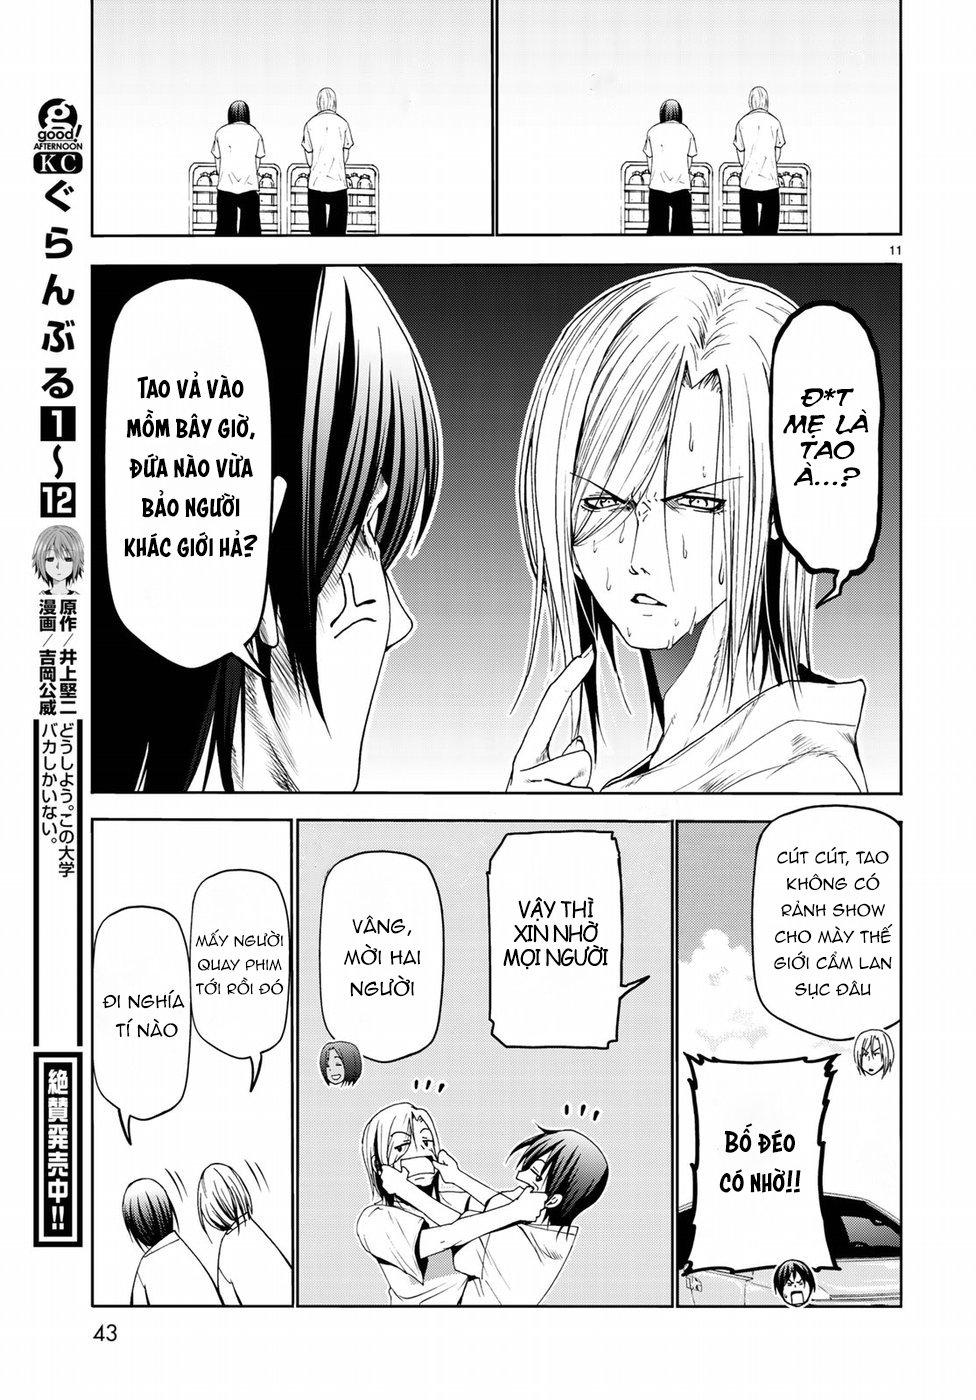 11
Đ*T
MẸ LÀ
TAO
À...?
TAO VẢ VÀO
MỒM BÂY GIỜ,
ĐỨA NÀO VỪA
BẢO NGƯỜI
KHÁC GIỚI HẢ?
CÚT CÚT, TAO
KHÔNG CÓ
RẢNH SHOW
CHO MÀY THẾ
GIỚI CẨM LAN
SỤC ĐÂU
BỐ ĐÉO
CÓ NHỜ!!
VẬY THÌ
XIN NHỜ
MỌI NGƯỜI
VÂNG,
MỜI HAI
NGƯỜI
MẤY NGƯỜI
QUAY PHIM
TỚI RỒI ĐÓ
ĐI NGHÍA
TÍ NÀO
good!
AFTERNOON
KC
ぐらんぶる1~12
原作/井上堅二
漫画/吉岡公威
どうしよう。この大学
バカしかいない。
絶賛発売中!!
43